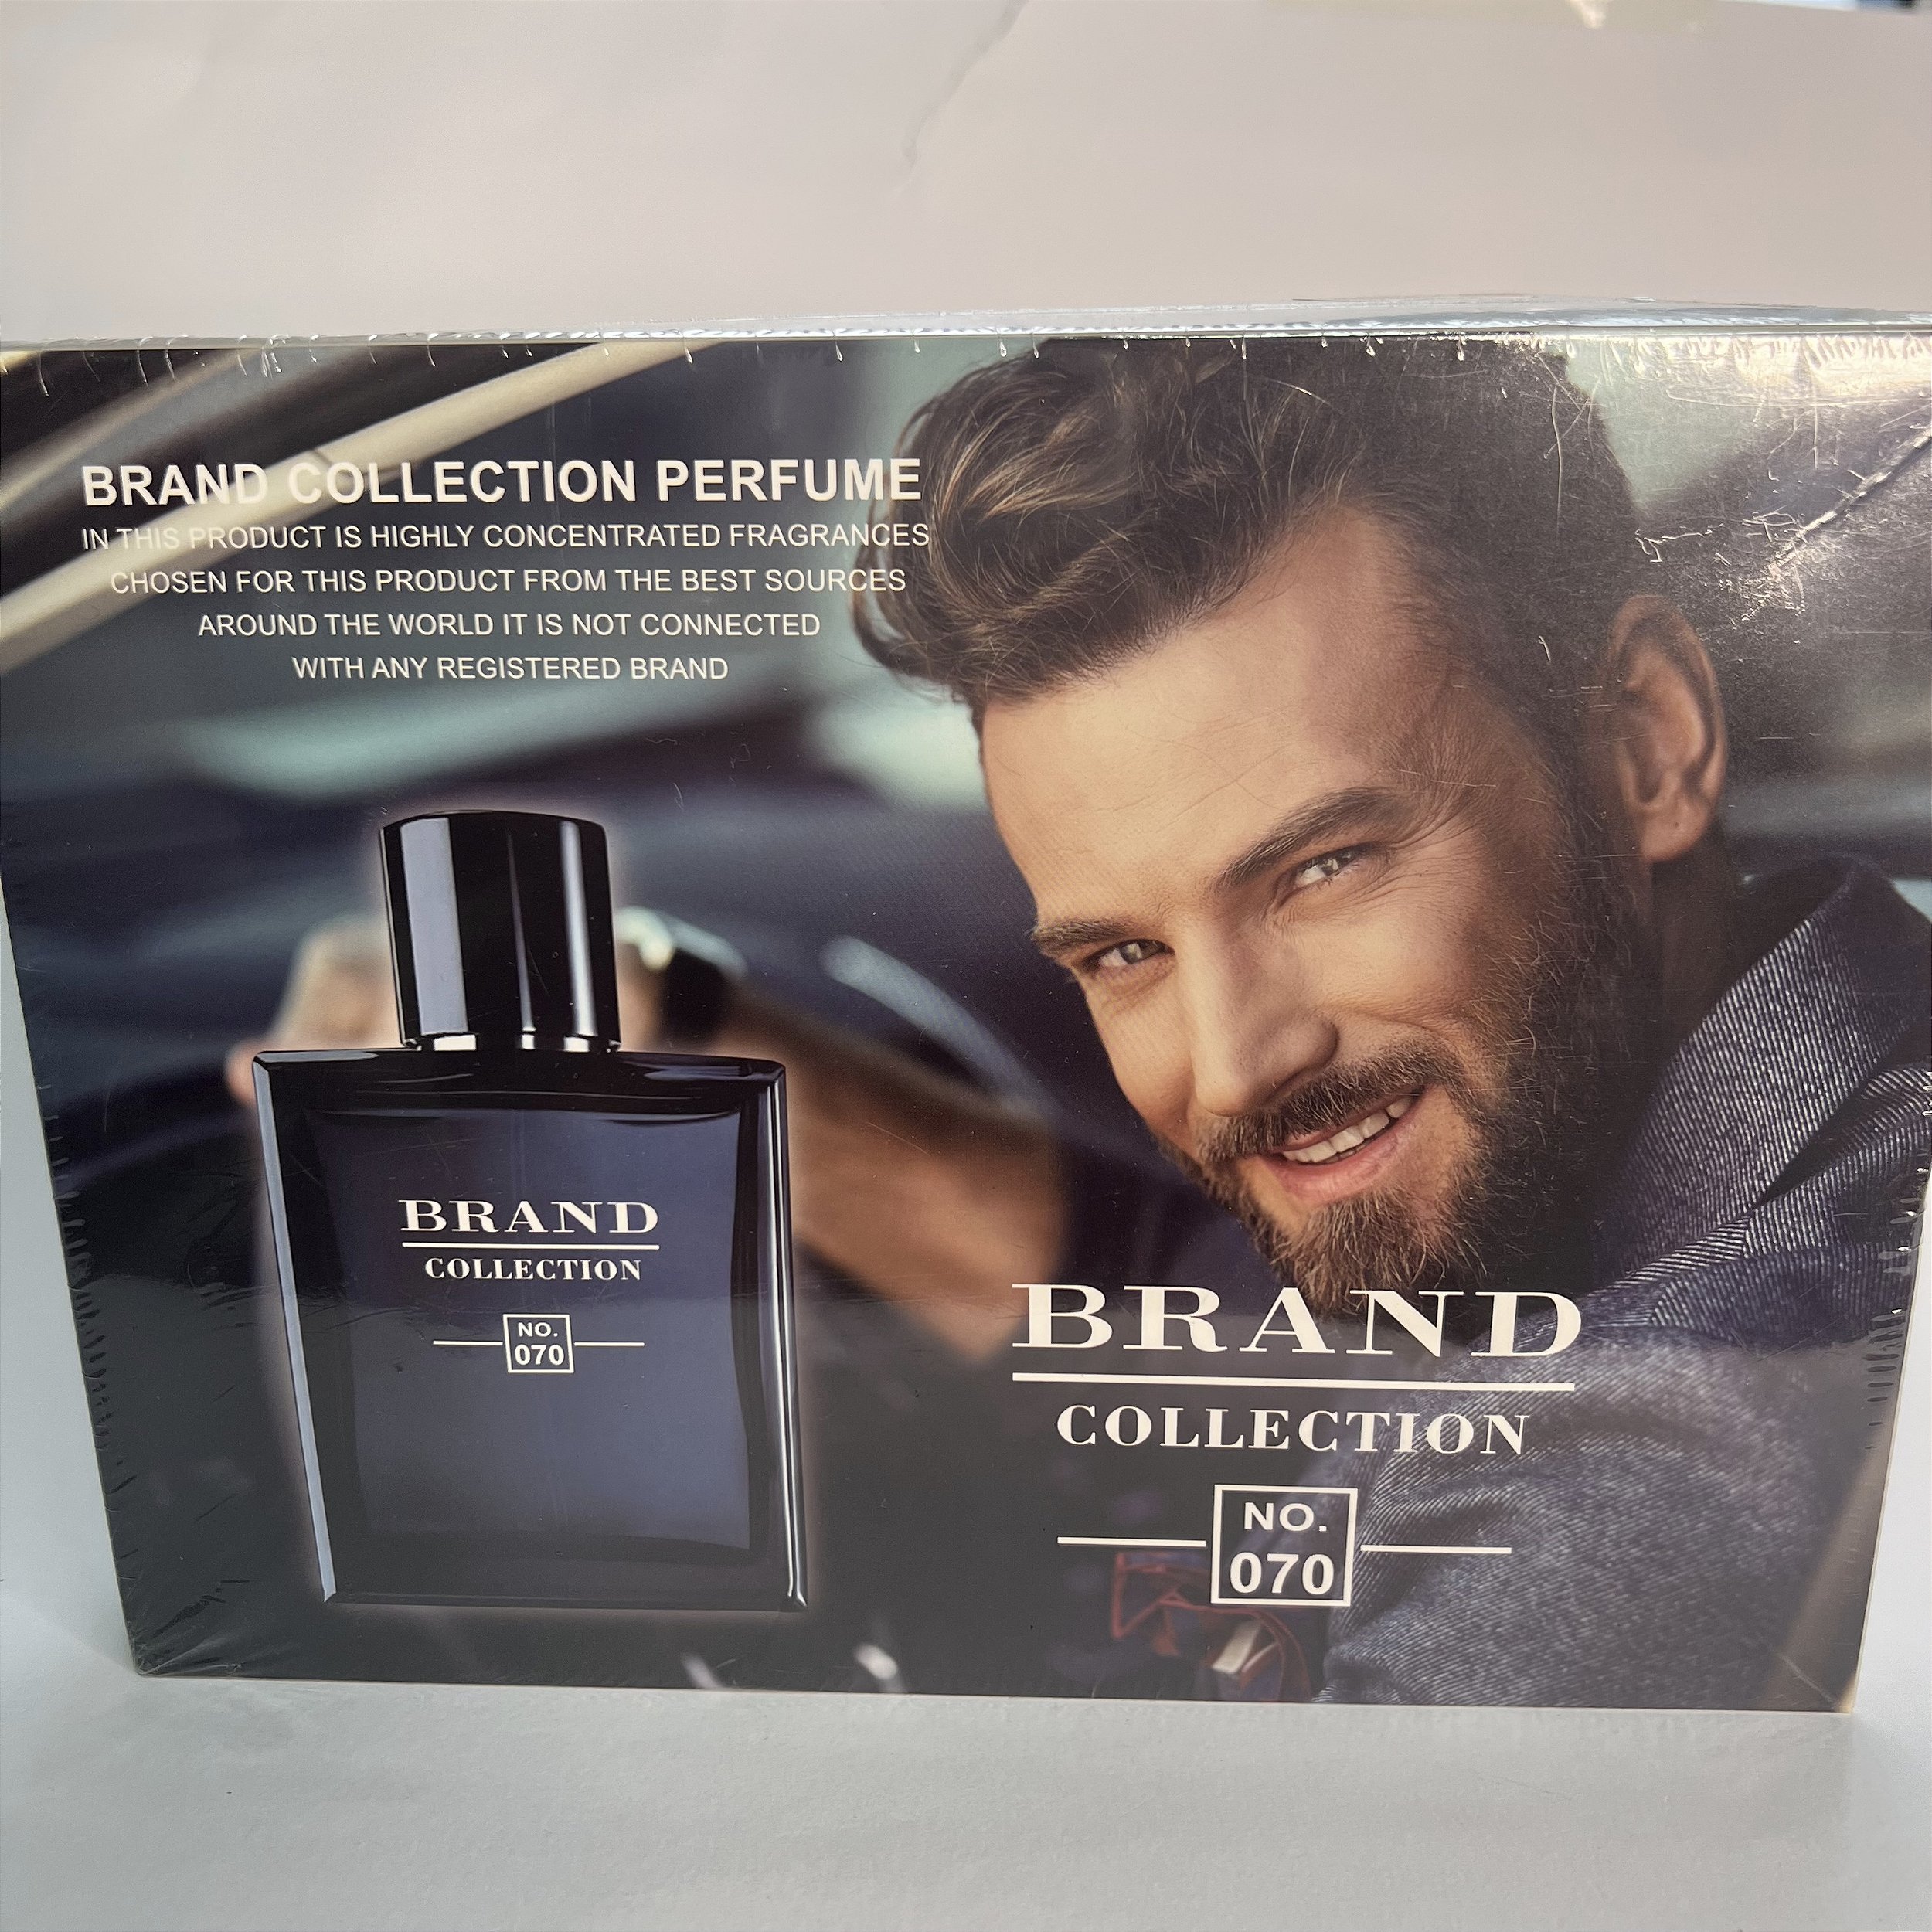 BRAND COLLECTION PERFUME
IN THIS PRODUCT IS HIGHLY CONCENTRATED FRAGRANCES
CHOSEN FOR THIS PRODUCT FROM THE BEST SOURCES
AROUND THE WORLD IT IS NOT CONNECTED
WITH ANY REGISTERED BRAND
BRAND
COLLECTION
NO.
070
BRAND
COLLECTION
NO.
070